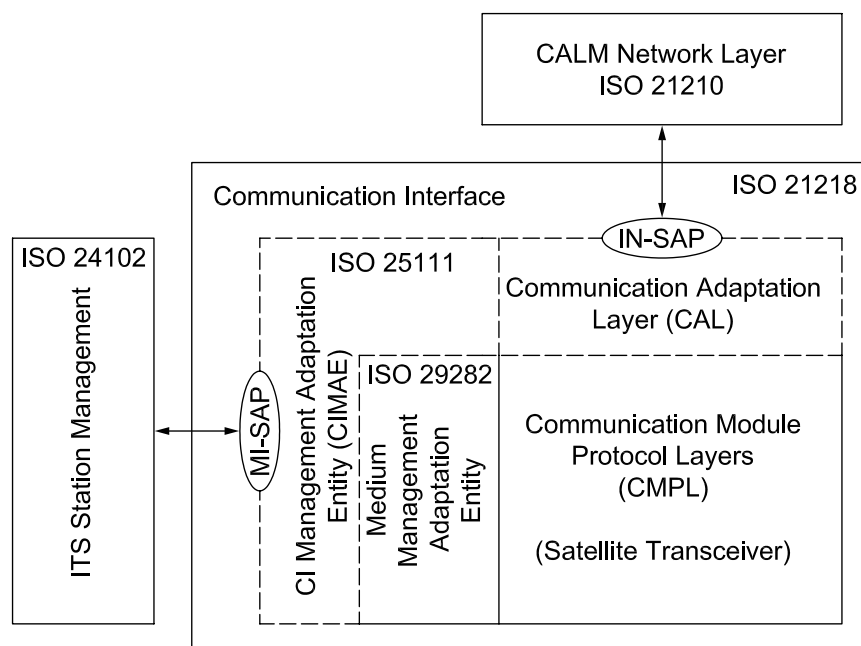 CALM Network Layer
ISO 21210
ISO 21218
Communication Interface
IN-SAP
ISO 24102
ISO 25111
Communication Adaptation
Layer (CAL)
ITS Station Management
MI-SAP
CI Management Adaptation
Entity (CIMAE)
ISO 29282
Medium
Management
Adaptation
Entity
Communication Module
Protocol Layers
(CMPL)
(Satellite Transceiver)